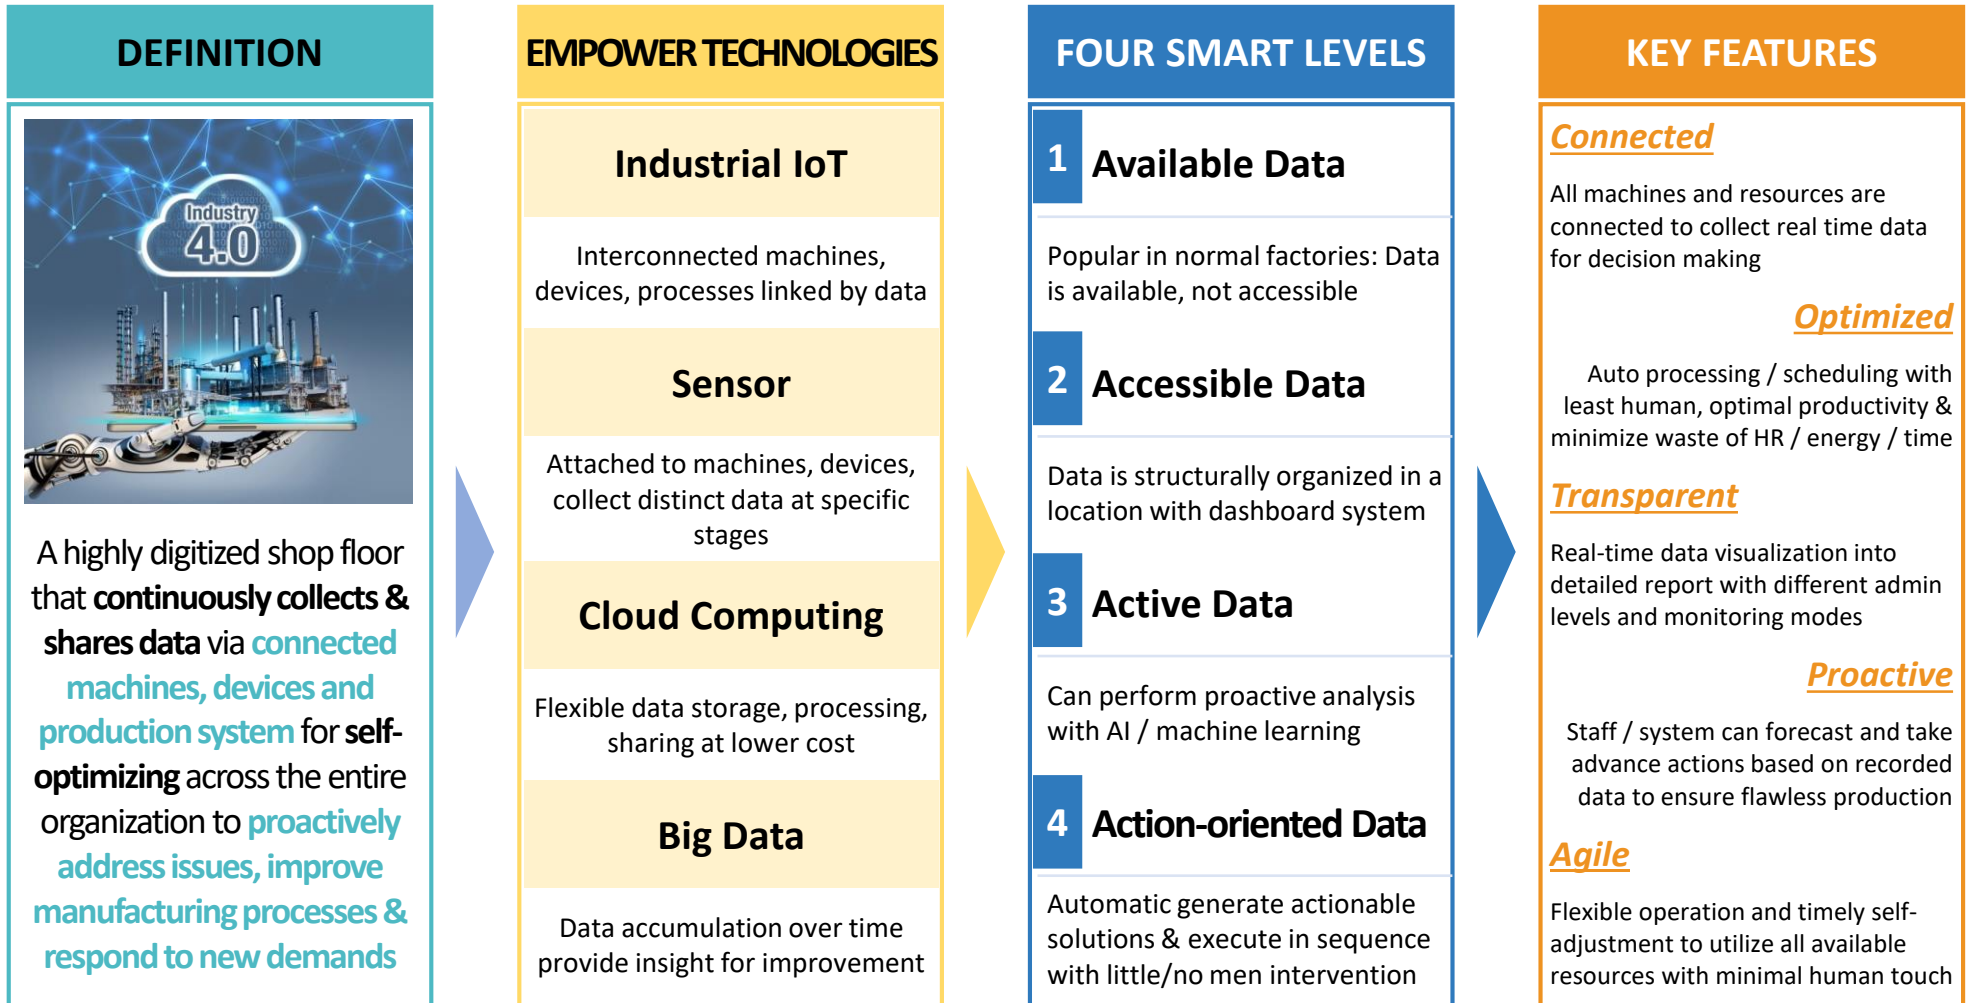 DEFINITION
Industry
4.0
A highly digitized shop floor
that continuously collects &
shares data via connected
machines, devices and
production system for self-
optimizing across the entire
organization to proactively
address issues, improve
manufacturing processes &
respond to new demands
EMPOWER TECHNOLOGIES
Industrial IoT
Interconnected machines,
devices, processes linked by data
Sensor
Attached to machines, devices,
collect distinct data at specific
stages
Cloud Computing
Flexible data storage, processing,
sharing at lower cost
Big Data
Data accumulation over time
provide insight for improvement
FOUR SMART LEVELS
1 Available Data
Popular in normal factories: Data
is available, not accessible
2 Accessible Data
Data is structurally organized in a
location with dashboard system
3 Active Data
Can perform proactive analysis
with AI / machine learning
4 Action-oriented Data
Automatic generate actionable
solutions & execute in sequence
with little/no men intervention
KEY FEATURES
Connected
All machines and resources are
connected to collect real time data
for decision making
Optimized
Auto processing / scheduling with
least human, optimal productivity &
minimize waste of HR / energy / time
Transparent
Real-time data visualization into
detailed report with different admin
levels and monitoring modes
Proactive
Staff / system can forecast and take
advance actions based on recorded
data to ensure flawless production
Agile
Flexible operation and timely self-
adjustment to utilize all available
resources with minimal human touch